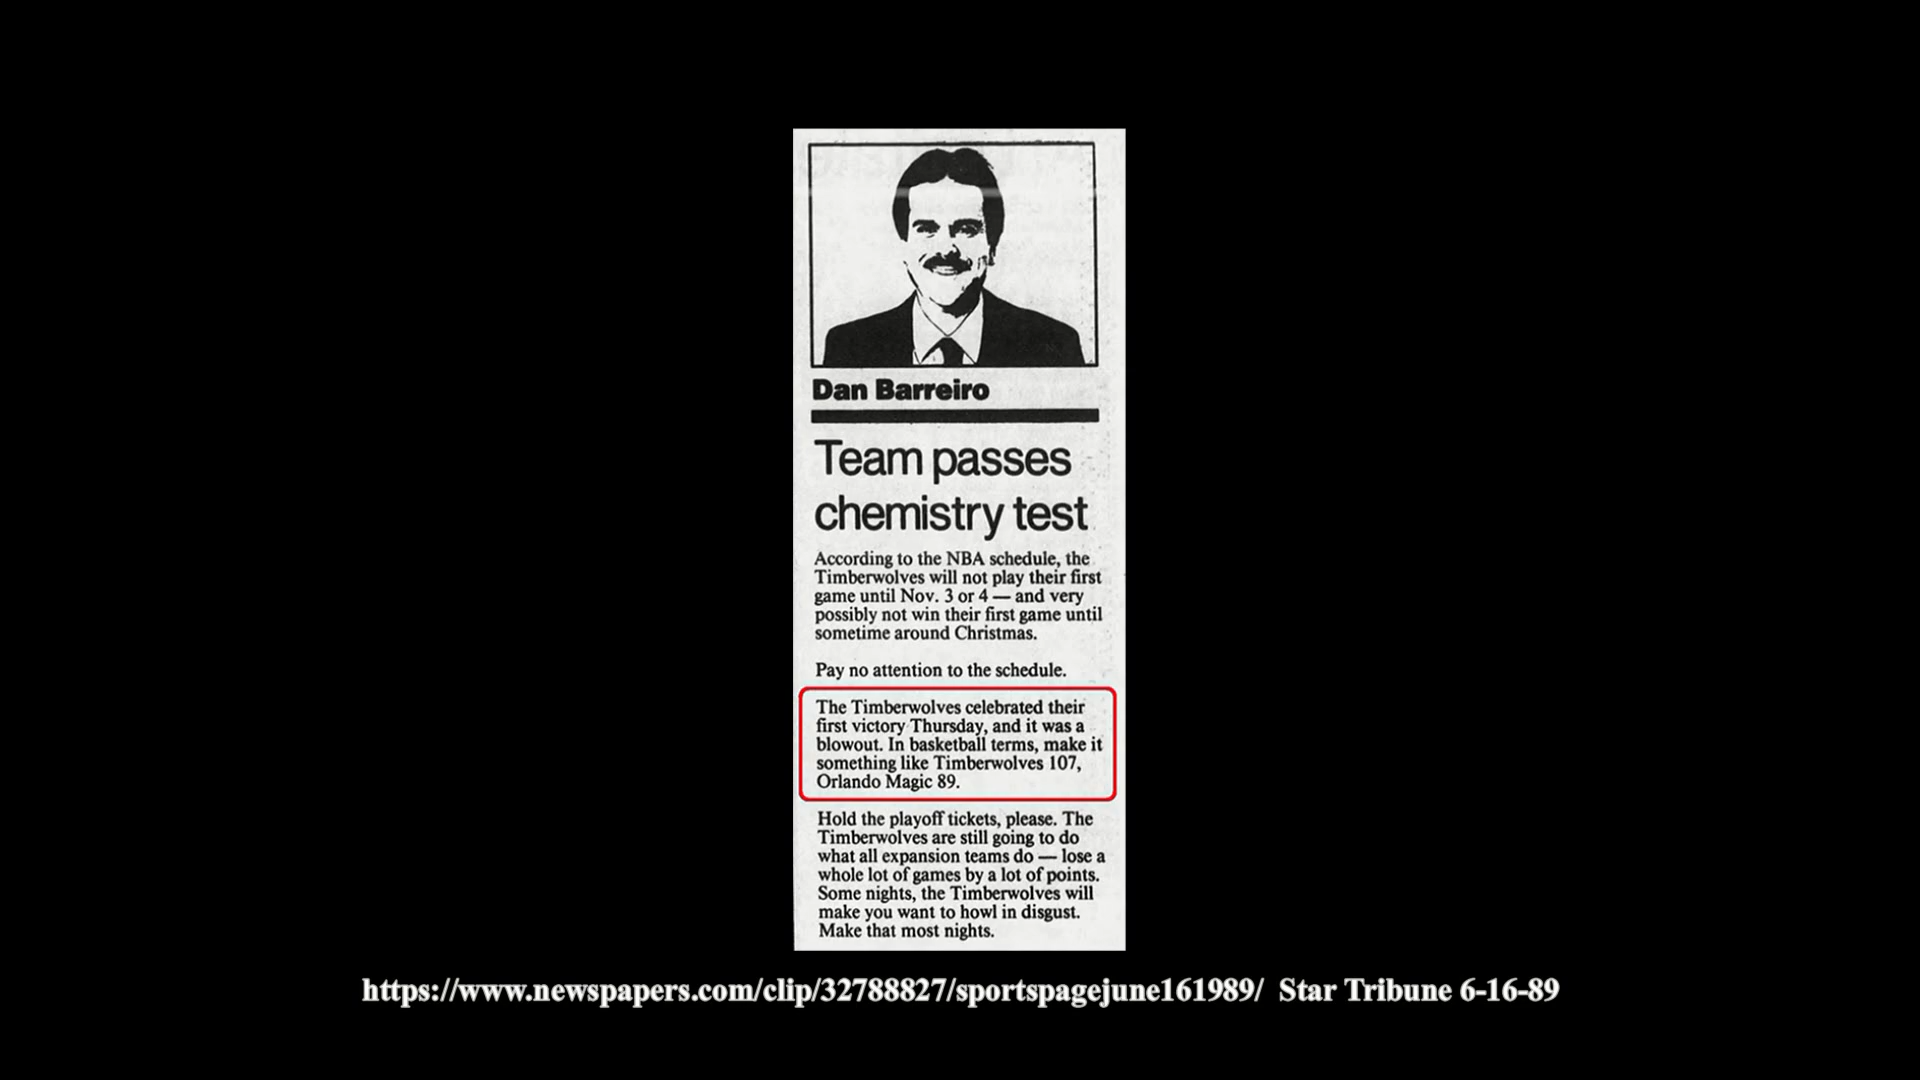 Dan Barreiro
Team passes
chemistry test
According to the NBA schedule, the
Timberwolves will not play their first
game until Nov. 3 or 4 — and very
possibly not win their first game until
sometime around Christmas.
Pay no attention to the schedule.
The Timberwolves celebrated their
first victory Thursday, and it was a
blowout. In basketball terms, make it
something like Timberwolves 107,
Orlando Magic 89.
Hold the playoff tickets, please. The
Timberwolves are still going to do
what all expansion teams do — lose a
whole lot of games by a lot of points.
Some nights, the Timberwolves will
make you want to howl in disgust.
Make that most nights.
https://www.newspapers.com/clip/32788827/sportspagejune161989/ Star Tribune 6-16-89